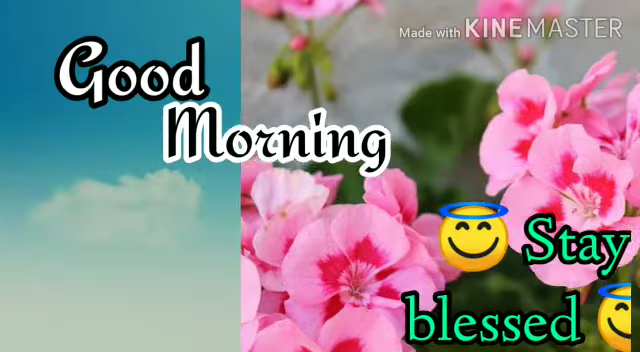 Made with KINEMASTER
Good
Morning
😇 Stay
blessed 😇